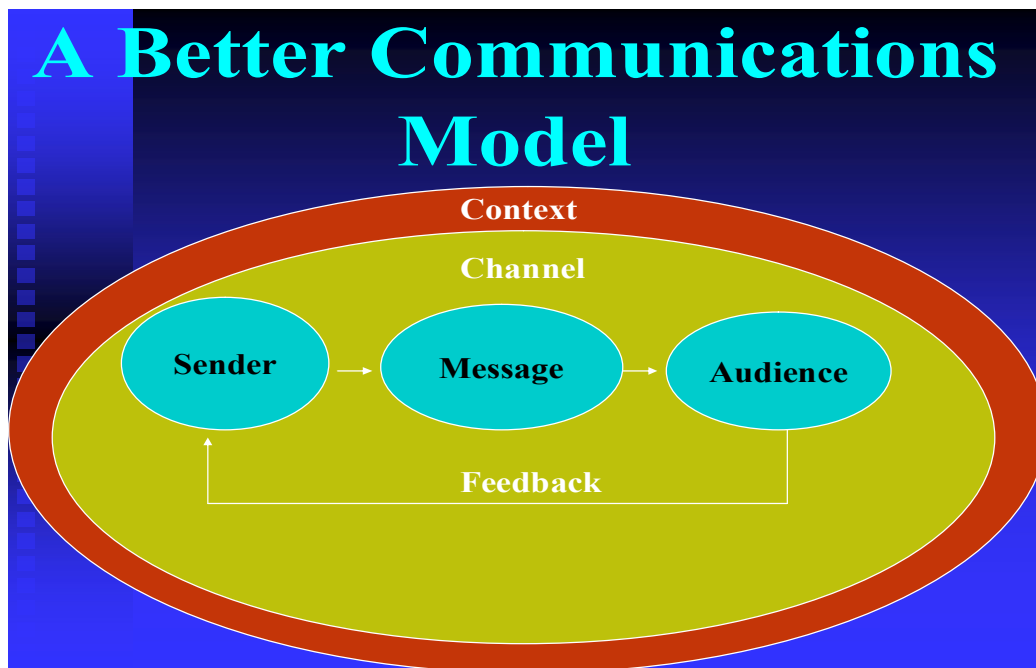 A Better Communications
Model
Context
Channel
Sender
Message
Audience
Feedback